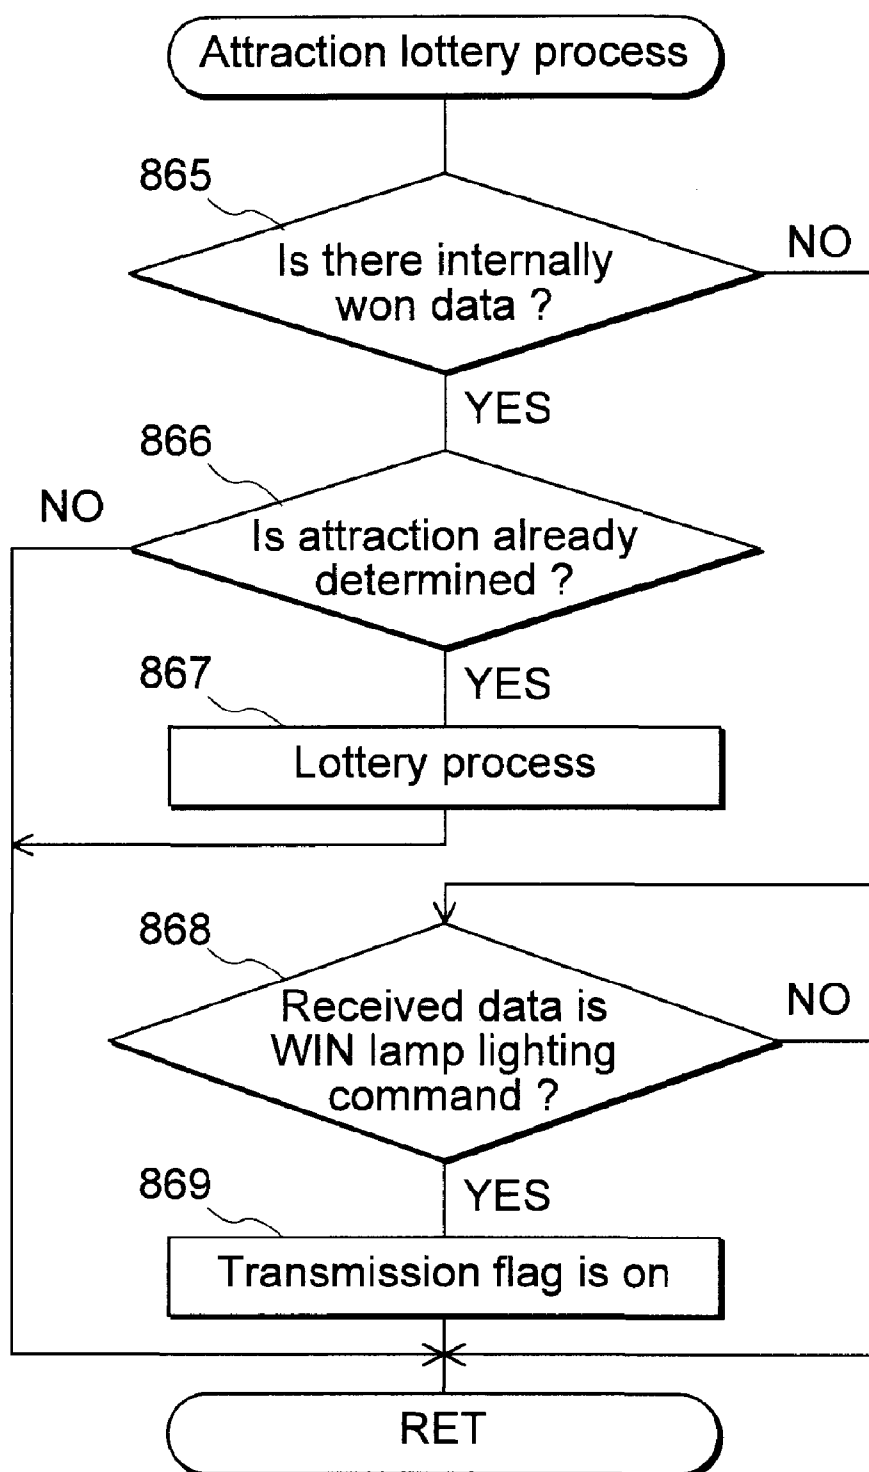 Attraction lottery process
865
Is there internally
won data ?
NO
YES
866
NO
Is attraction already
determined ?
YES
867
Lottery process
868
Received data is
WIN lamp lighting
command ?
NO
YES
869
Transmission flag is on
RET